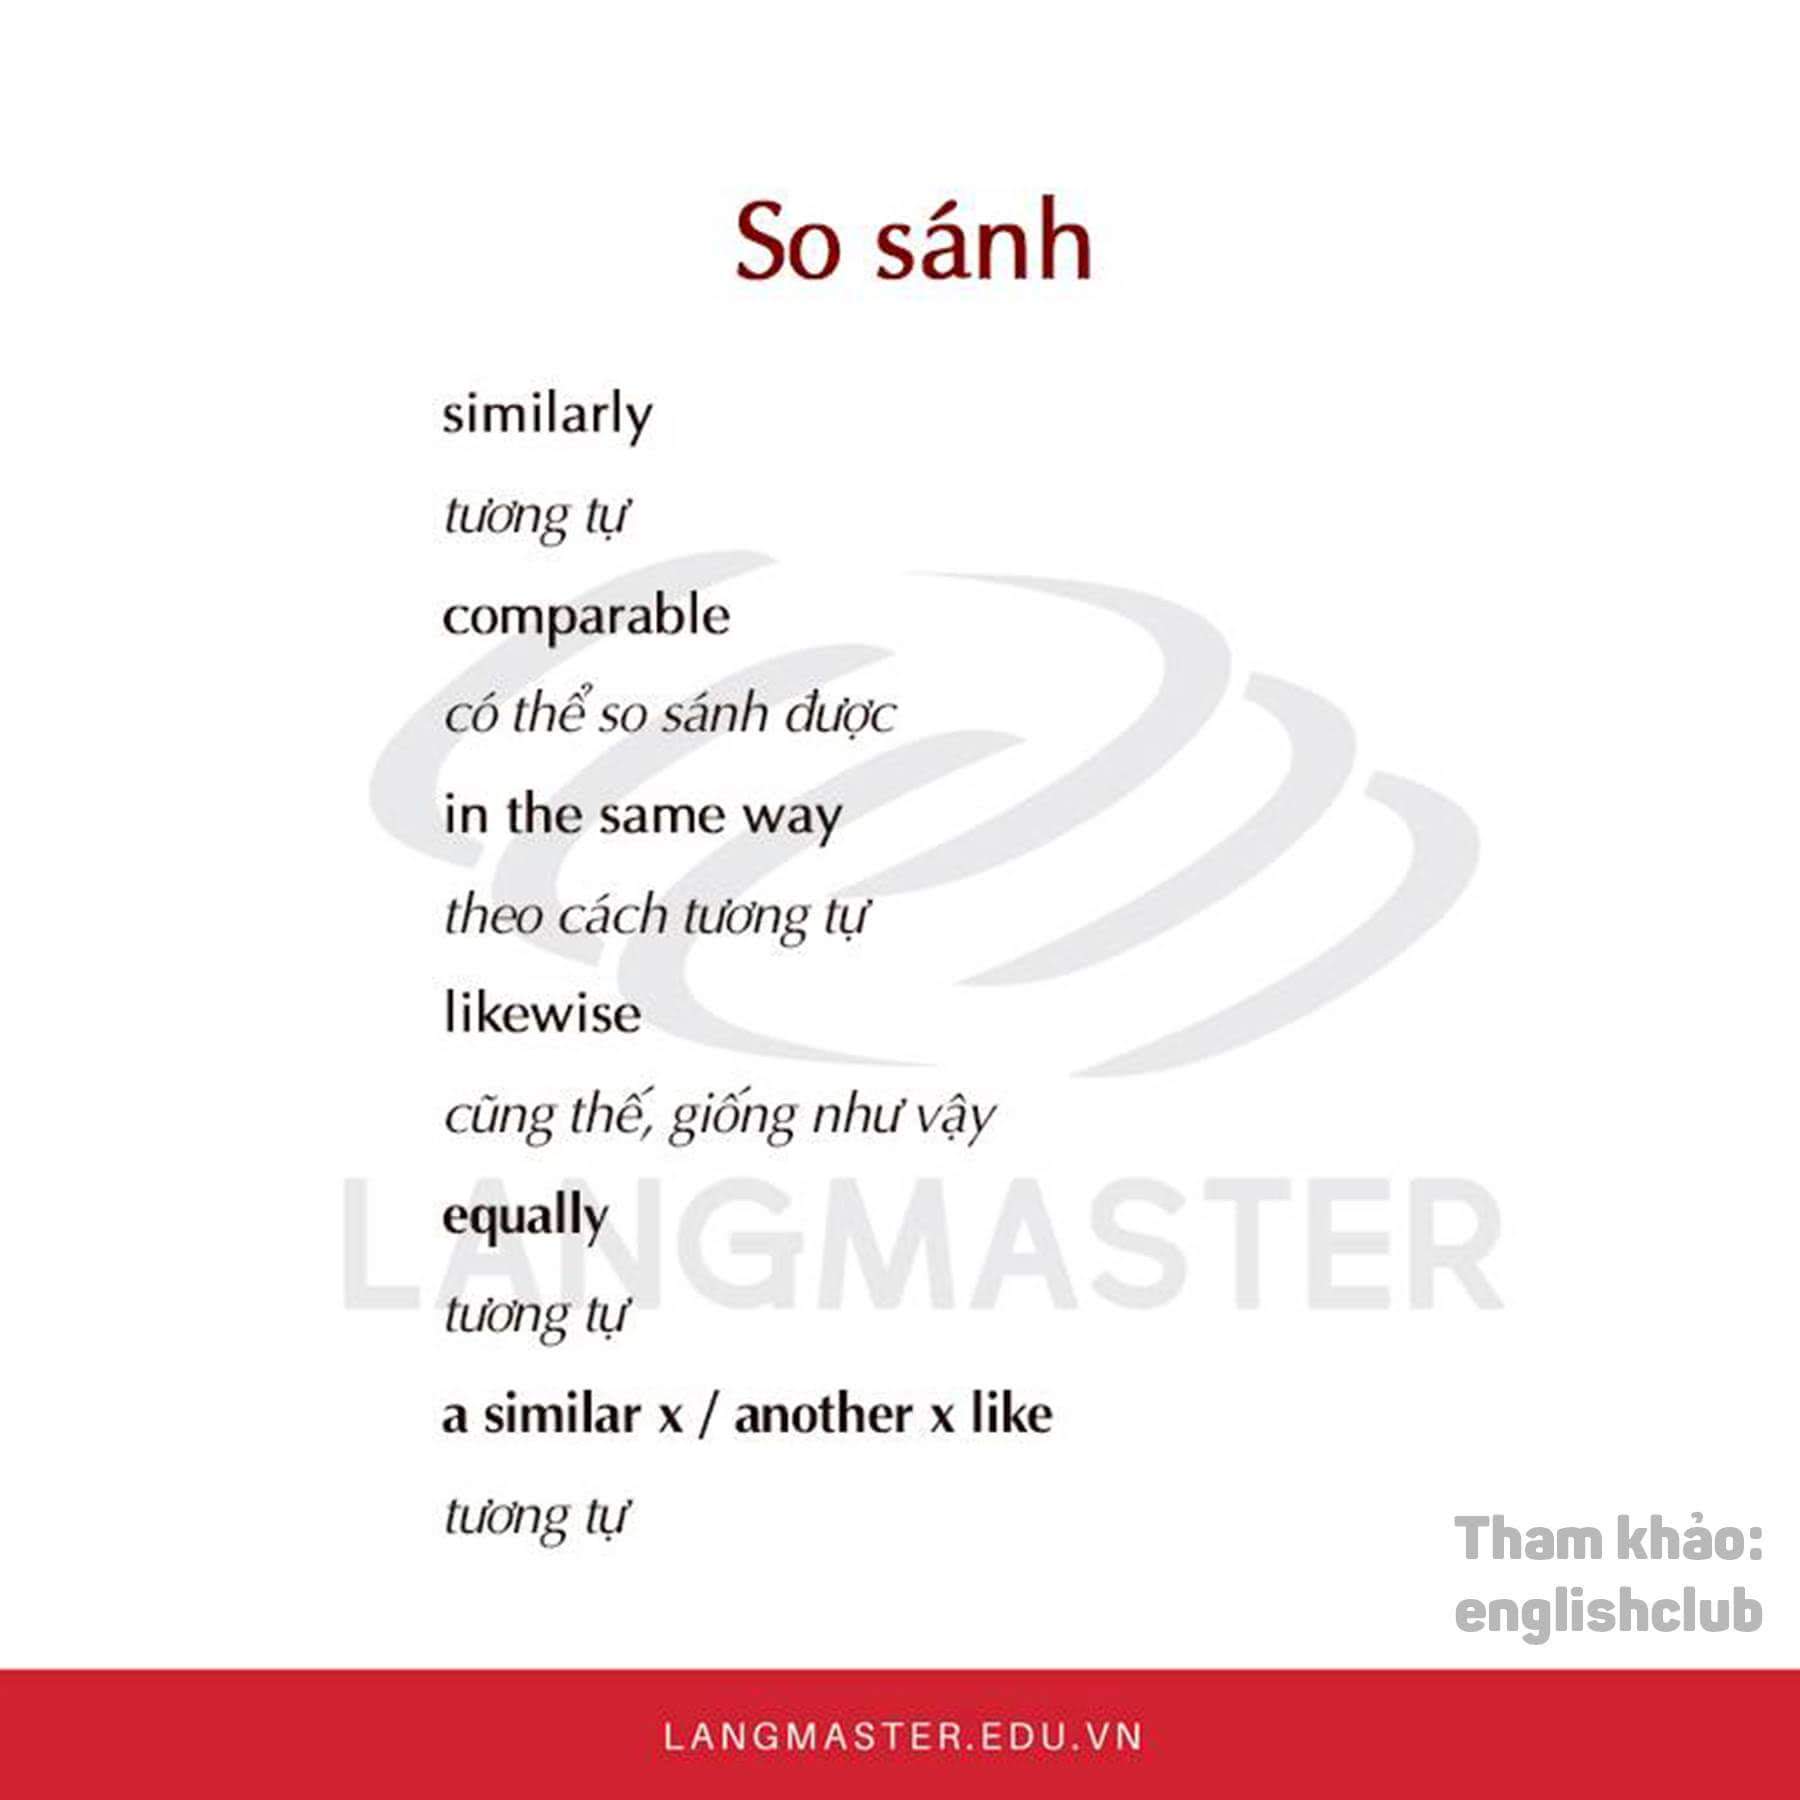 So sánh
similarly
tương tự
comparable
có thể so sánh được
in the same way
theo cách tương tự
likewise
cũng thế, giống như vậy
LANGMASTER
equally
tương tự
a similar x / another x like
tương tự
Tham khảo:
englishclub
LANGMASTER.EDU.VN